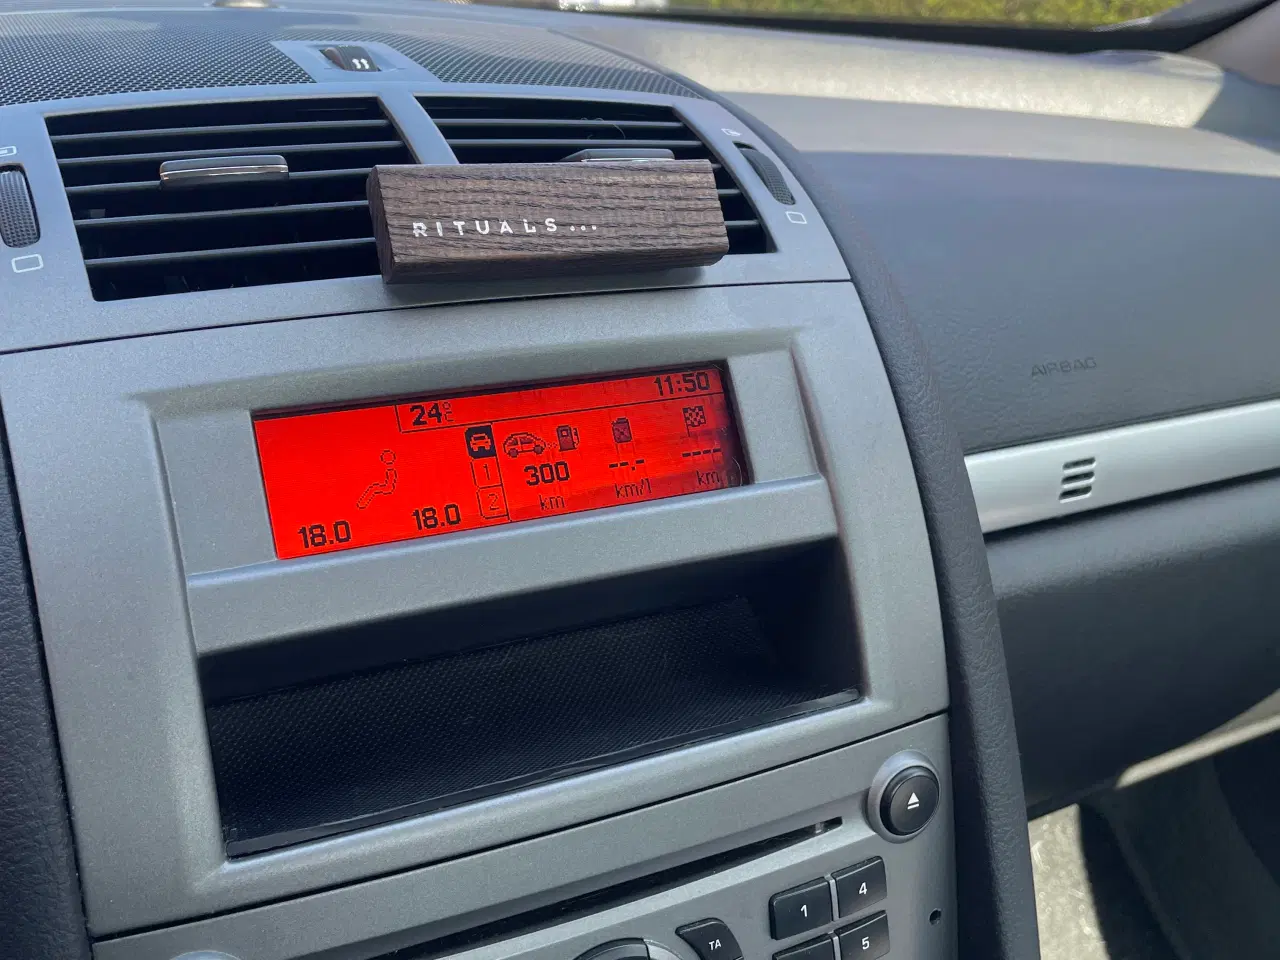 RITUALS...
24°C
11:50
1
300
--.-
----
18.0
18.0
2
km
km/l
km
AIRBAG
1
4
TA
5